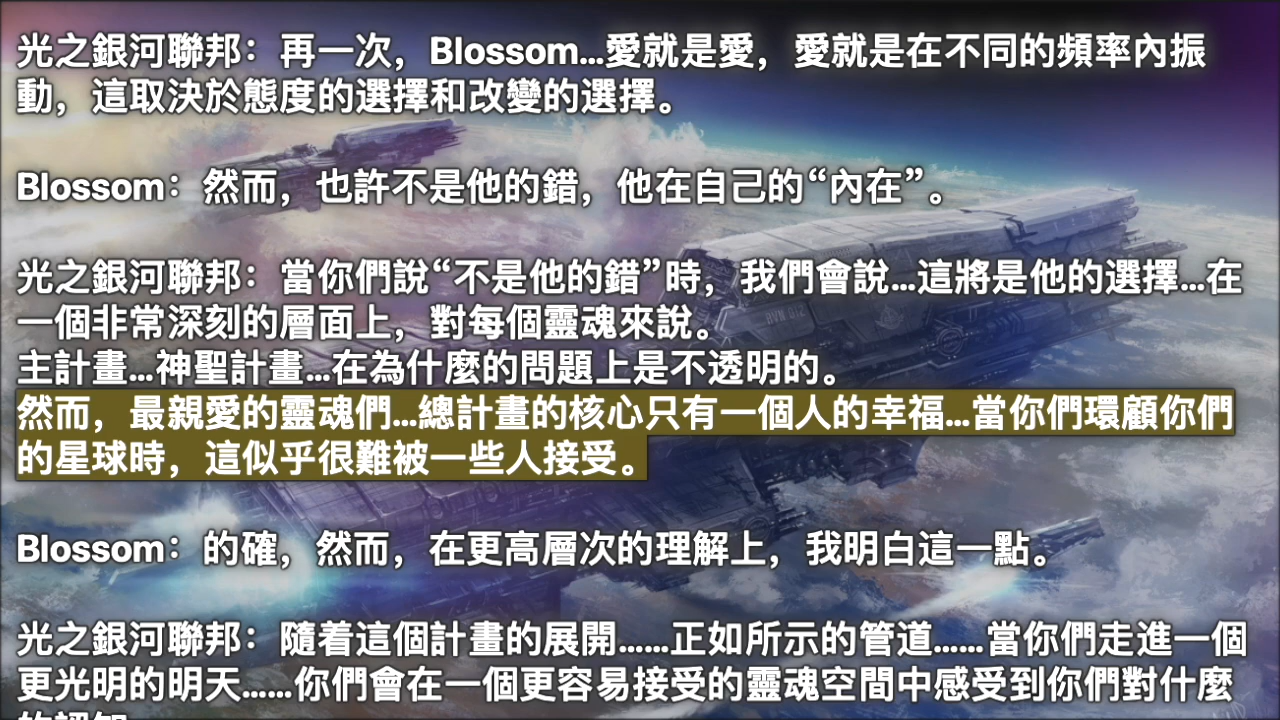 光之銀河聯邦：再一次，Blossom…愛就是愛，愛就是在不同的頻率內振
動，這取決於態度的選擇和改變的選擇。
Blossom：然而，也許不是他的錯，他在自己的“內在”。
光之銀河聯邦：當你們說“不是他的錯”時，我們會說…這將是他的選擇…在
一個非常深刻的層面上，對每個靈魂來說。
主計畫…神聖計畫…在為什麼的問題上是不透明的。
然而，最親愛的靈魂們…總計畫的核心只有一個人的幸福…當你們環顧你們
的星球時，這似乎很難被一些人接受。
Blossom：的確，然而，在更高層次的理解上，我明白這一點。
光之銀河聯邦：隨着這個計畫的展開……正如所示的管道……當你們走進一個
更光明的明天……你們會在一個更容易接受的靈魂空間中感受到你們對什麼